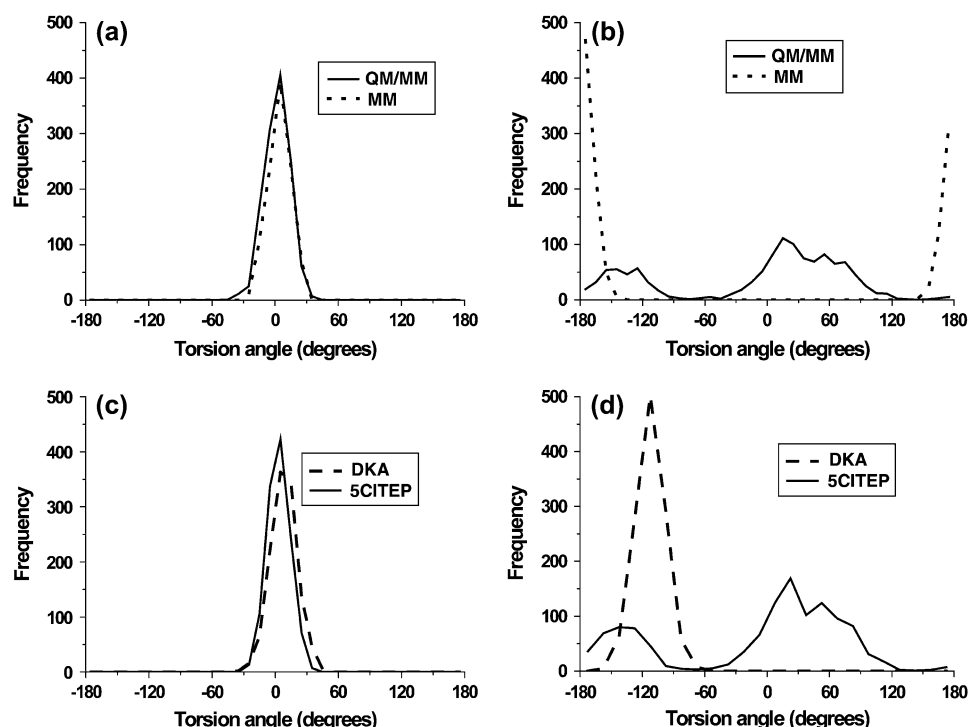 (a)
500
400
300
200
100
0
Frequency
QM/MM
MM
-180 -120 -60 0 60 120 180
Torsion angle (degrees)
(b)
500
400
300
200
100
0
Frequency
QM/MM
MM
-180 -120 -60 0 60 120 180
Torsion angle (degrees)
(c)
500
400
300
200
100
0
Frequency
DKA
5CITEP
-180 -120 -60 0 60 120 180
Torsion angle (degrees)
(d)
500
400
300
200
100
0
Frequency
DKA
5CITEP
-180 -120 -60 0 60 120 180
Torsion angle (degrees)